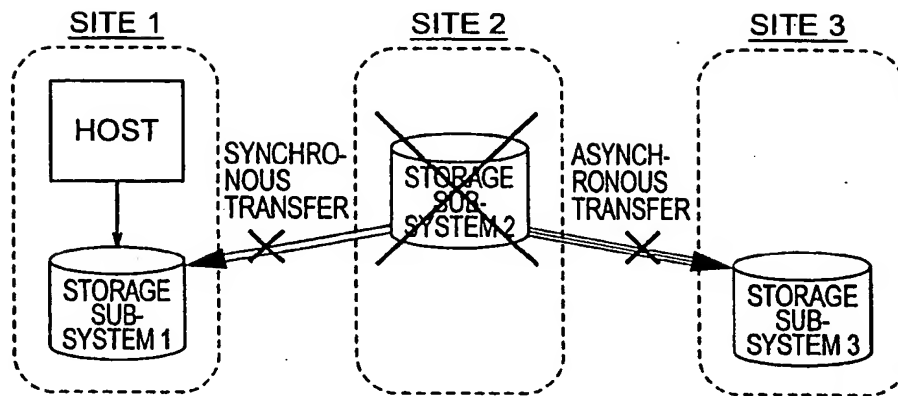 SITE 1
SITE 2
SITE 3
HOST
SYNCHRO-
NOUS
TRANSFER
STORAGE
SUB-
SYSTEM 2
ASYNCH-
RONOUS
TRANSFER
STORAGE
SUB-
SYSTEM 1
STORAGE
SUB-
SYSTEM 3